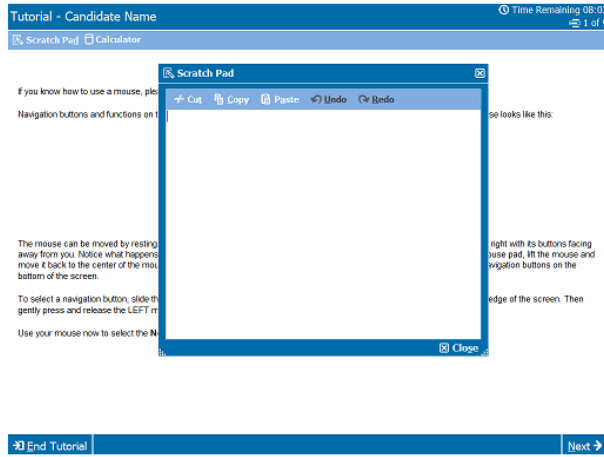 Tutorial - Candidate Name
Time Remaining 08:0
1 of
Scratch Pad Calculator
Scratch Pad
Cut Copy Paste Undo Redo
If you know how to use a mouse, ple
Navigation buttons and functions on t
se looks like this:
The mouse can be moved by resting
right with its buttons facing
away from you. Notice what happens
ouse pad, lift the mouse and
move it back to the center of the mou
avigation buttons on the
bottom of the screen.
To select a navigation button, slide th
edge of the screen. Then
gently press and release the LEFT m
Use your mouse now to select the N
Close
End Tutorial
Next